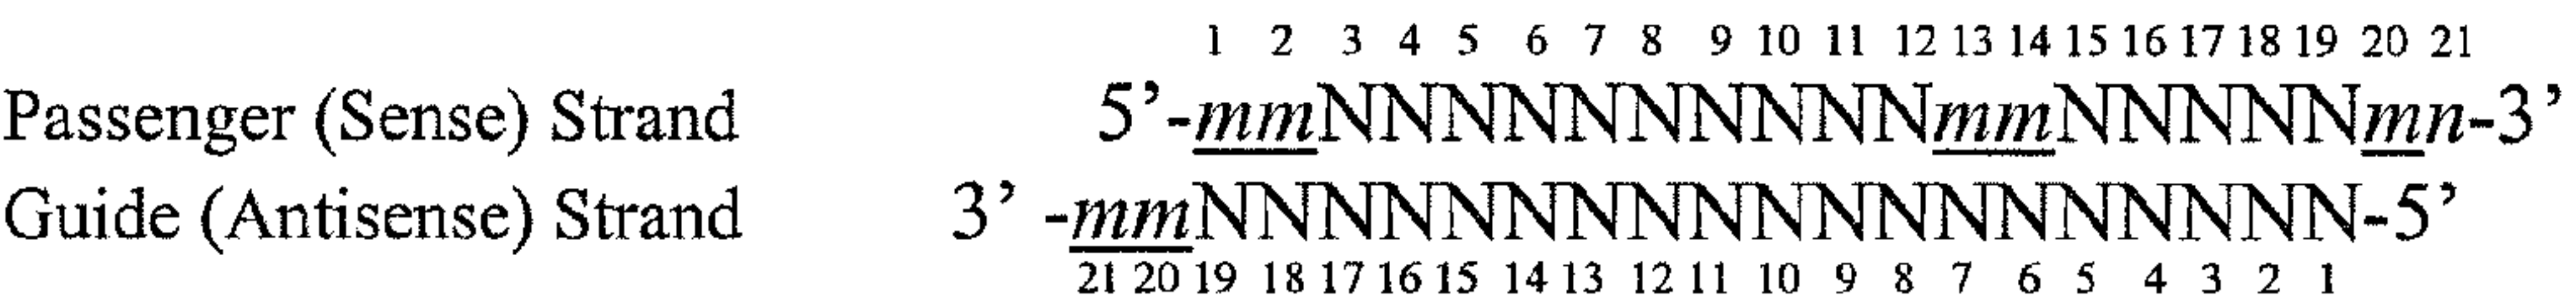 1 2 3 4 5 6 7 8 9 10 11 12 13 14 15 16 17 18 19 20 21
Passenger (Sense) Strand 5’-mmNNNNNNNNNNmmNNNNNmn-3’
Guide (Antisense) Strand 3’ -mmNNNNNNNNNNNNNNNNNNN-5’
21 20 19 18 17 16 15 14 13 12 11 10 9 8 7 6 5 4 3 2 1